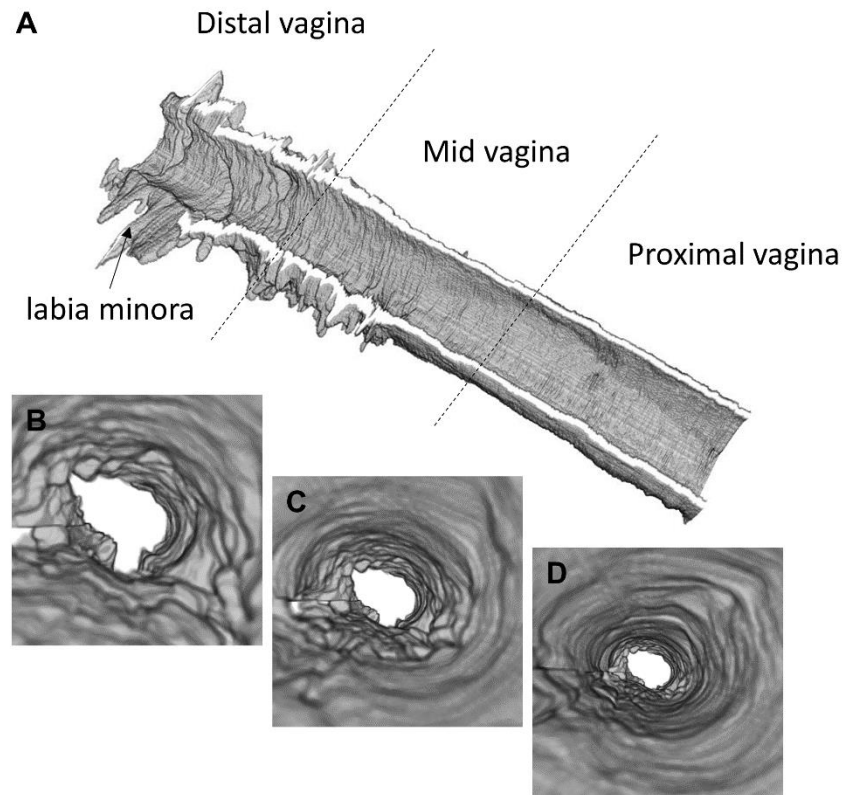 A
Distal vagina
Mid vagina
Proximal vagina
labia minora
B
C
D